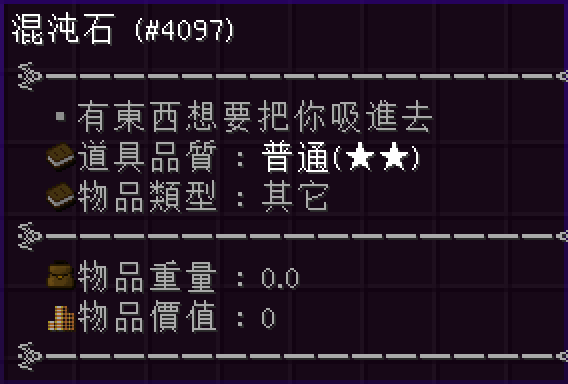 混沌石 (#4097)
▪有東西想要把你吸進去
道具品質：普通(★★)
物品類型：其它
物品重量：0.0
物品價值：0